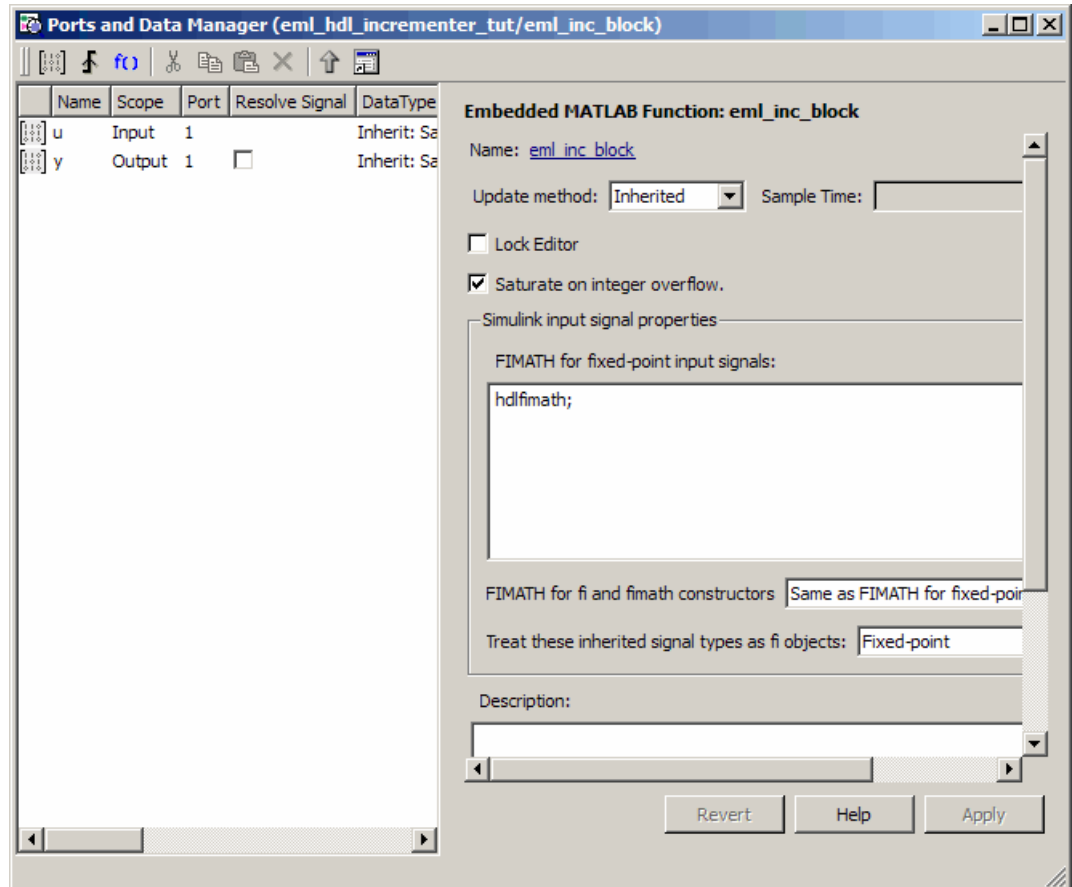 Ports and Data Manager (eml_hdl_incrementer_tut/eml_inc_block)
f()
Name Scope Port Resolve Signal DataType
u Input 1 Inherit: Sa
y Output 1 Inherit: Sa
Embedded MATLAB Function: eml_inc_block
Name: eml_inc_block
Update method: Inherited Sample Time:
Lock Editor
Saturate on integer overflow.
Simulink input signal properties
FIMATH for fixed-point input signals:
hdlfimath;
FIMATH for fi and fimath constructors Same as FIMATH for fixed-poin
Treat these inherited signal types as fi objects: Fixed-point
Description:
Revert Help Apply